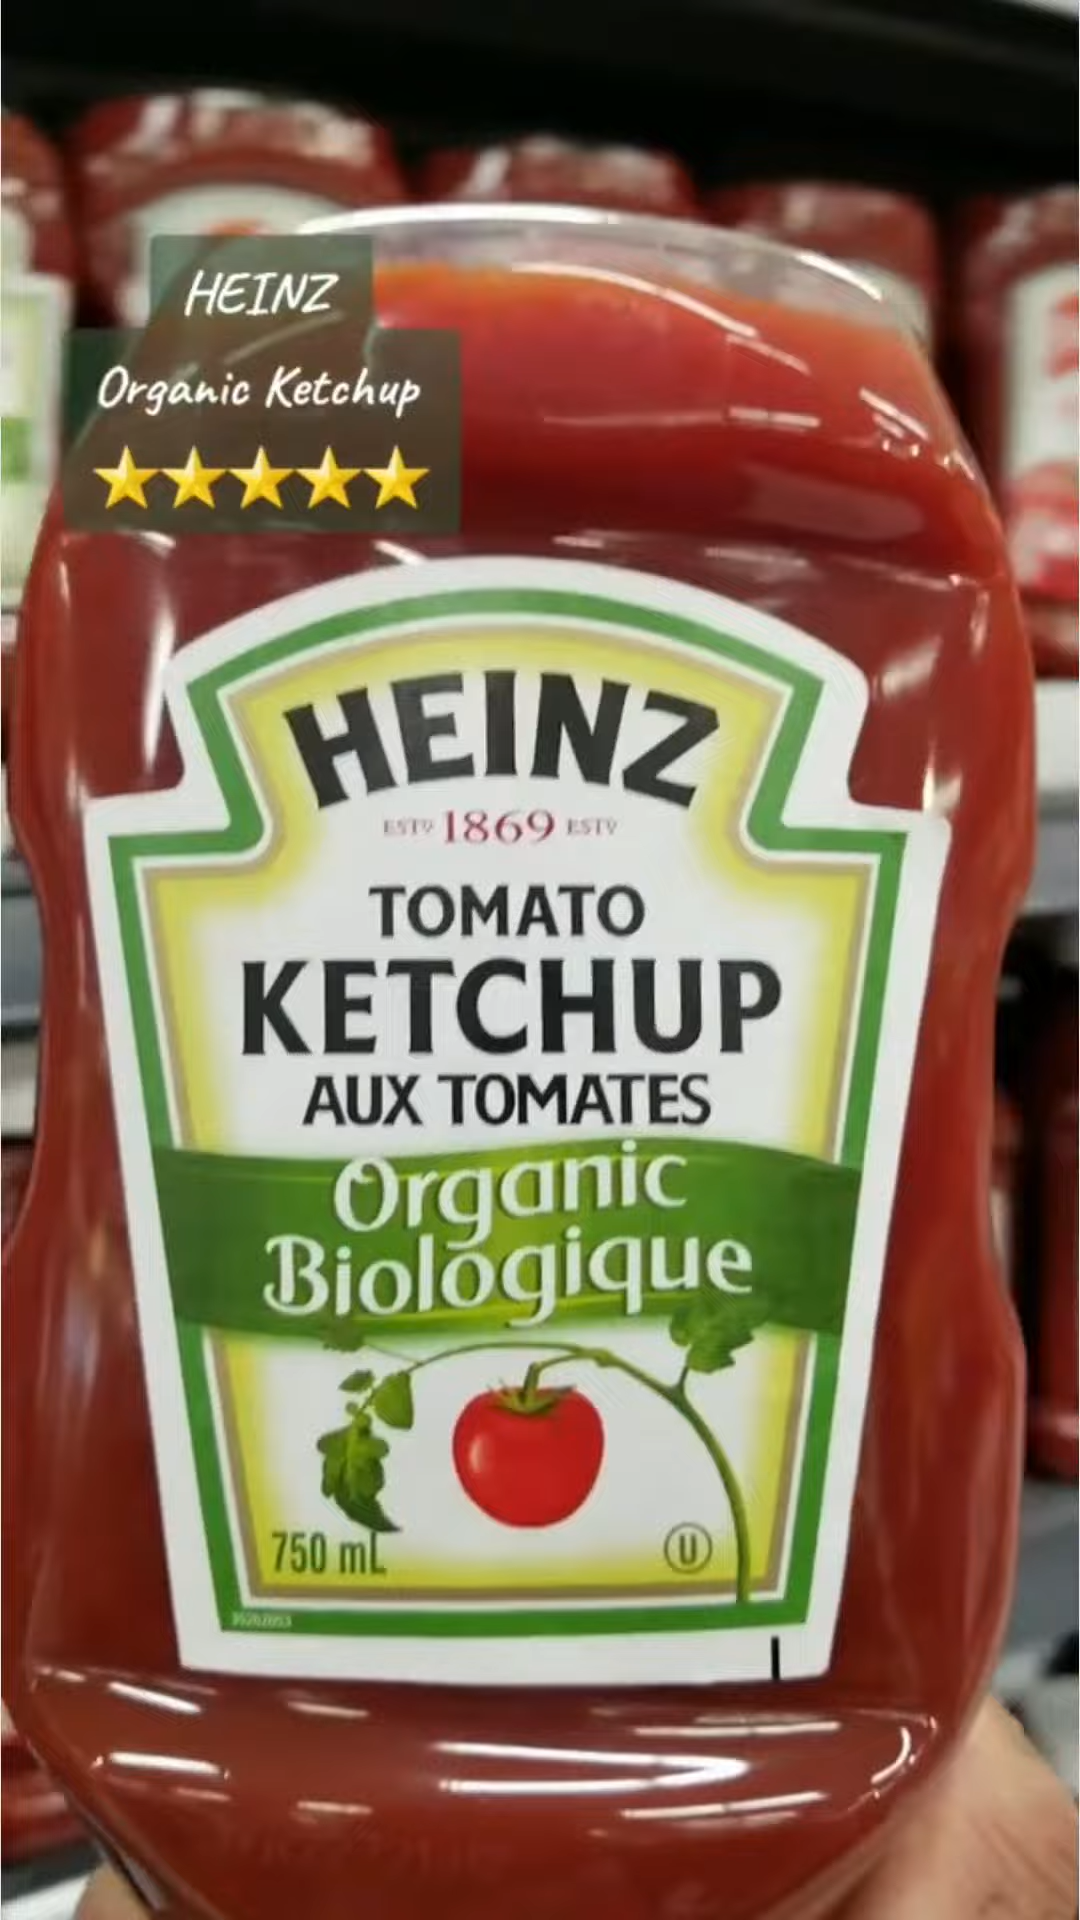 HEINZ
Organic Ketchup
HEINZ
ESTD 1869 ESTD
TOMATO
KETCHUP
AUX TOMATES
Organic
Biologique
750 mL
U